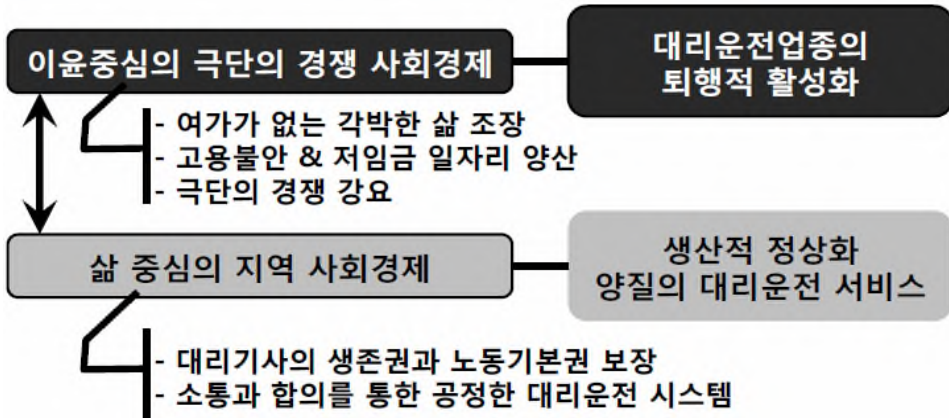 이윤중심의 극단의 경쟁 사회경제
대리운전업종의
퇴행적 활성화
- 여가가 없는 각박한 삶 조장
- 고용불안 & 저임금 일자리 양산
- 극단의 경쟁 강요
삶 중심의 지역 사회경제
생산적 정상화
양질의 대리운전 서비스
- 대리기사의 생존권과 노동기본권 보장
- 소통과 합의를 통한 공정한 대리운전 시스템